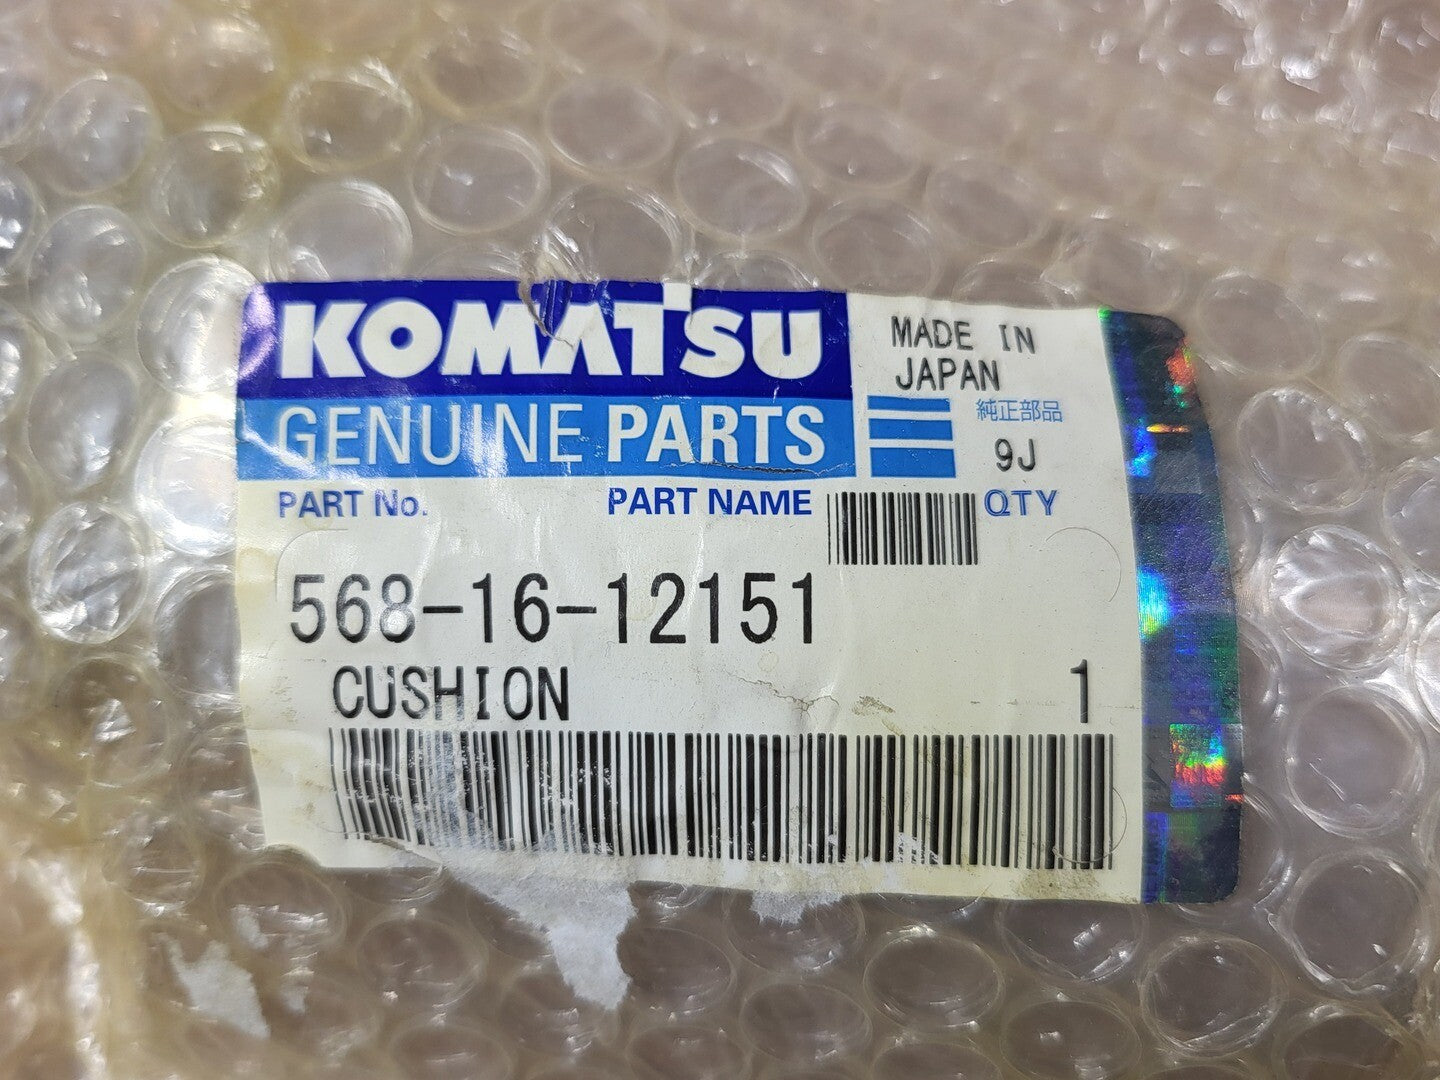 KOMATSU
GENUINE PARTS
MADE IN
JAPAN
純正部品
9J
PART No.
PART NAME
QTY
568-16-12151
CUSHION
1